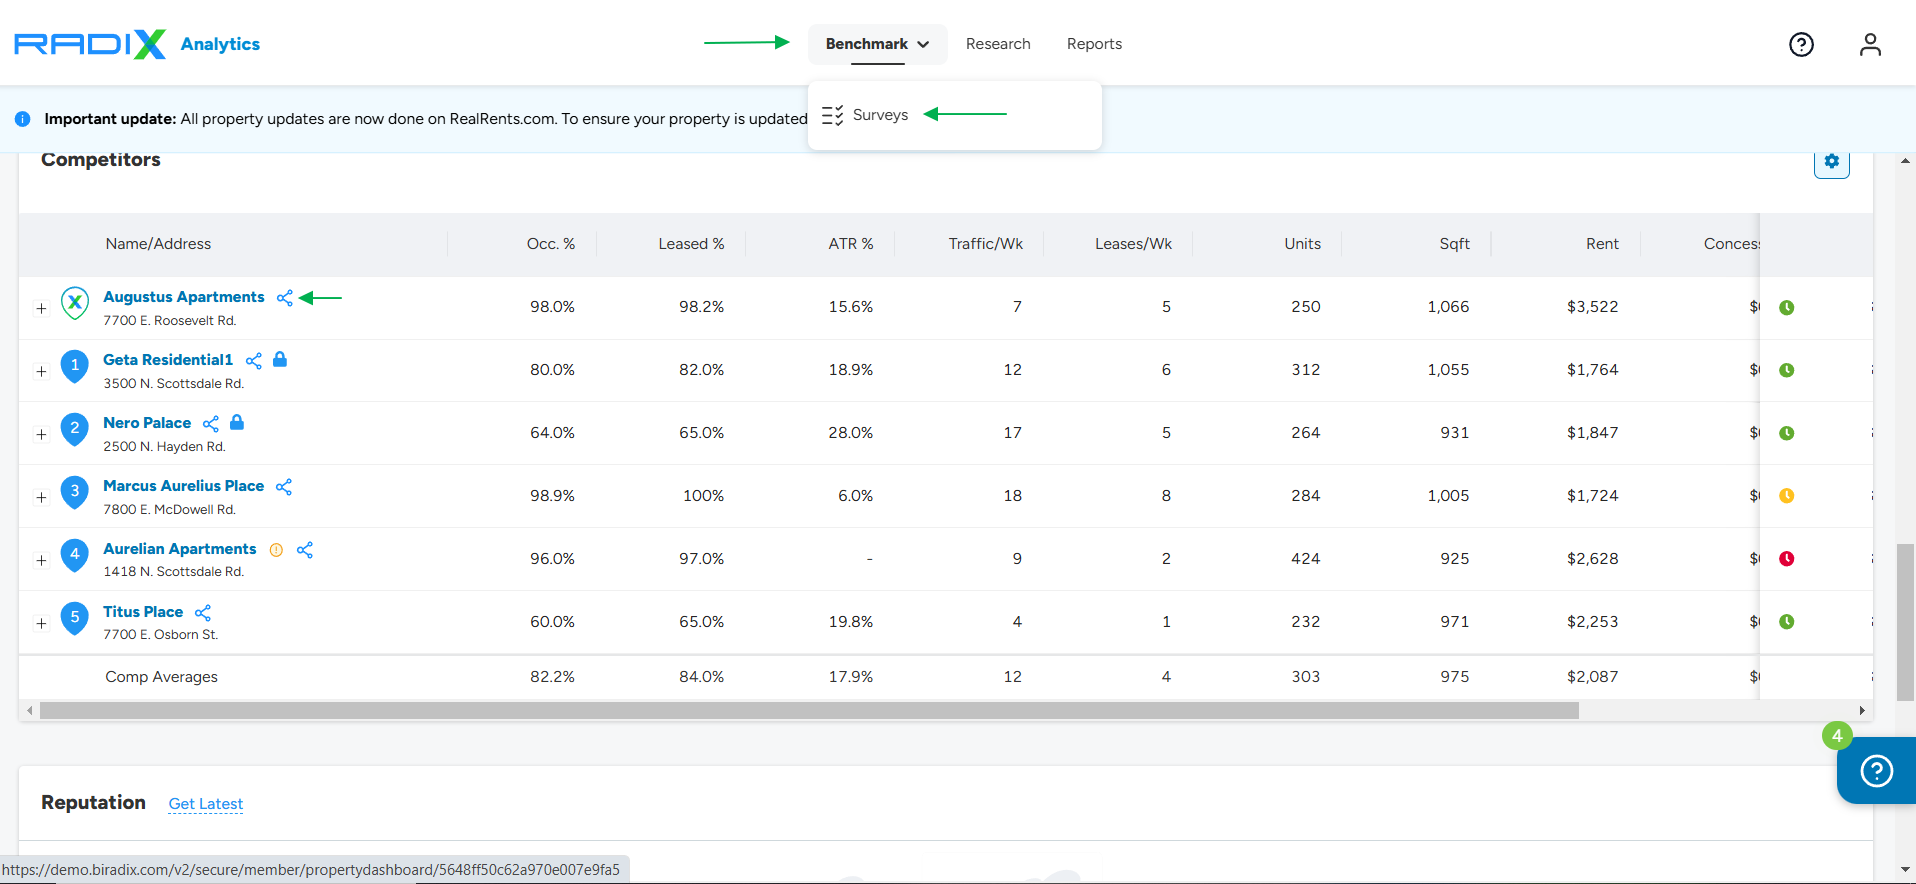 RADIX Analytics
Benchmark Research Reports
Surveys
Important update: All property updates are now done on RealRents.com. To ensure your property is updated
Competitors
Name/Address Occ. % Leased % ATR % Traffic/Wk Leases/Wk Units Sqft Rent
Augustus Apartments
7700 E. Roosevelt Rd.
98.0% 98.2% 15.6% 7 5 250 1,066 $3,522
1 Geta Residential1
3500 N. Scottsdale Rd.
80.0% 82.0% 18.9% 12 6 312 1,055 $1,764
2 Nero Palace
2500 N. Hayden Rd.
64.0% 65.0% 28.0% 17 5 264 931 $1,847
3 Marcus Aurelius Place
7800 E. McDowell Rd.
98.9% 100% 6.0% 18 8 284 1,005 $1,724
4 Aurelian Apartments
1418 N. Scottsdale Rd.
96.0% 97.0% - 9 2 424 925 $2,628
5 Titus Place
7700 E. Osborn St.
60.0% 65.0% 19.8% 4 1 232 971 $2,253
Comp Averages 82.2% 84.0% 17.9% 12 4 303 975 $2,087
4
Reputation Get Latest
https://demo.biradix.com/v2/secure/member/propertydashboard/5648ff50c62a970e007e9fa5